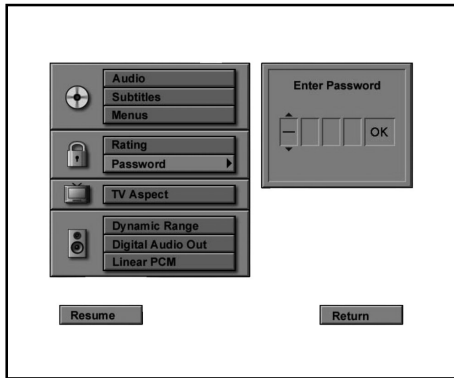 Audio
Subtitles
Menus
Rating
Password
TV Aspect
Dynamic Range
Digital Audio Out
Linear PCM
Enter Password
OK
Resume
Return